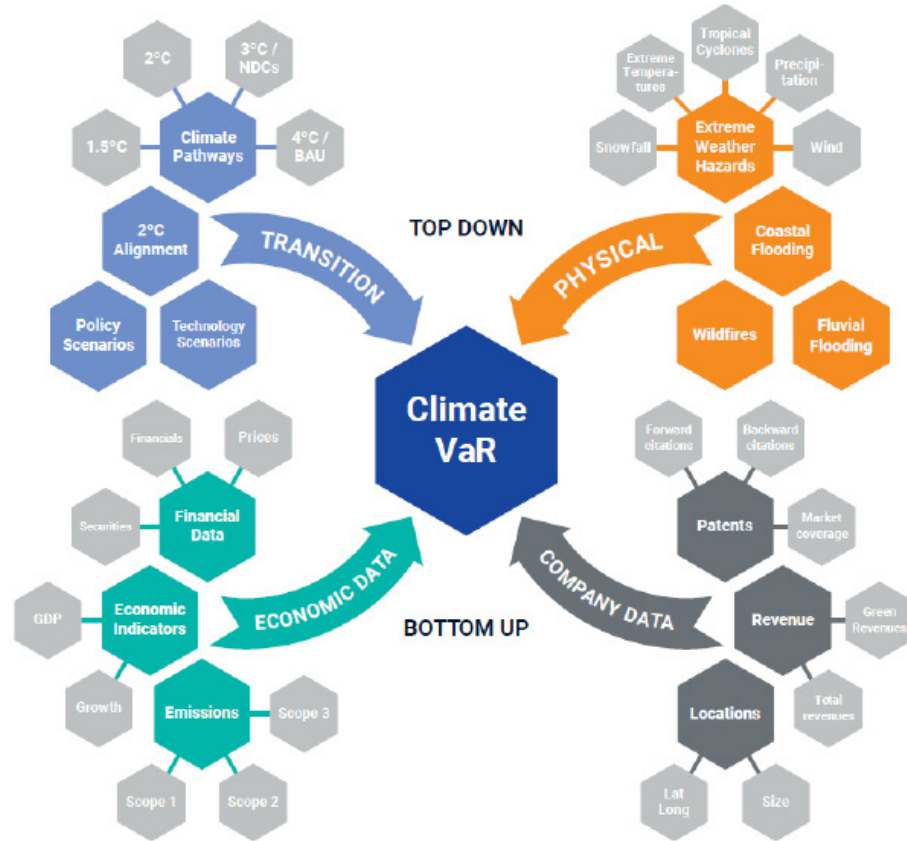 2°C
3°C /
NDCs
1.5°C
Climate
Pathways
4°C /
BAU
2°C
Alignment
Policy
Scenarios
Technology
Scenarios
TRANSITION
TOP DOWN
Tropical
Cyclones
Extreme
Tempera-
tures
Precipi-
tation
Snowfall
Extreme
Weather
Hazards
Wind
PHYSICAL
Coastal
Flooding
Wildfires
Fluvial
Flooding
Climate
VaR
Financials
Prices
Securities
Financial
Data
GDP
Economic
Indicators
Growth
Emissions
Scope 3
Scope 1
Scope 2
ECONOMIC DATA
BOTTOM UP
Forward
citations
Backward
citations
Patents
Market
coverage
COMPANY DATA
Revenue
Green
Revenues
Locations
Total
revenues
Lat
Long
Size